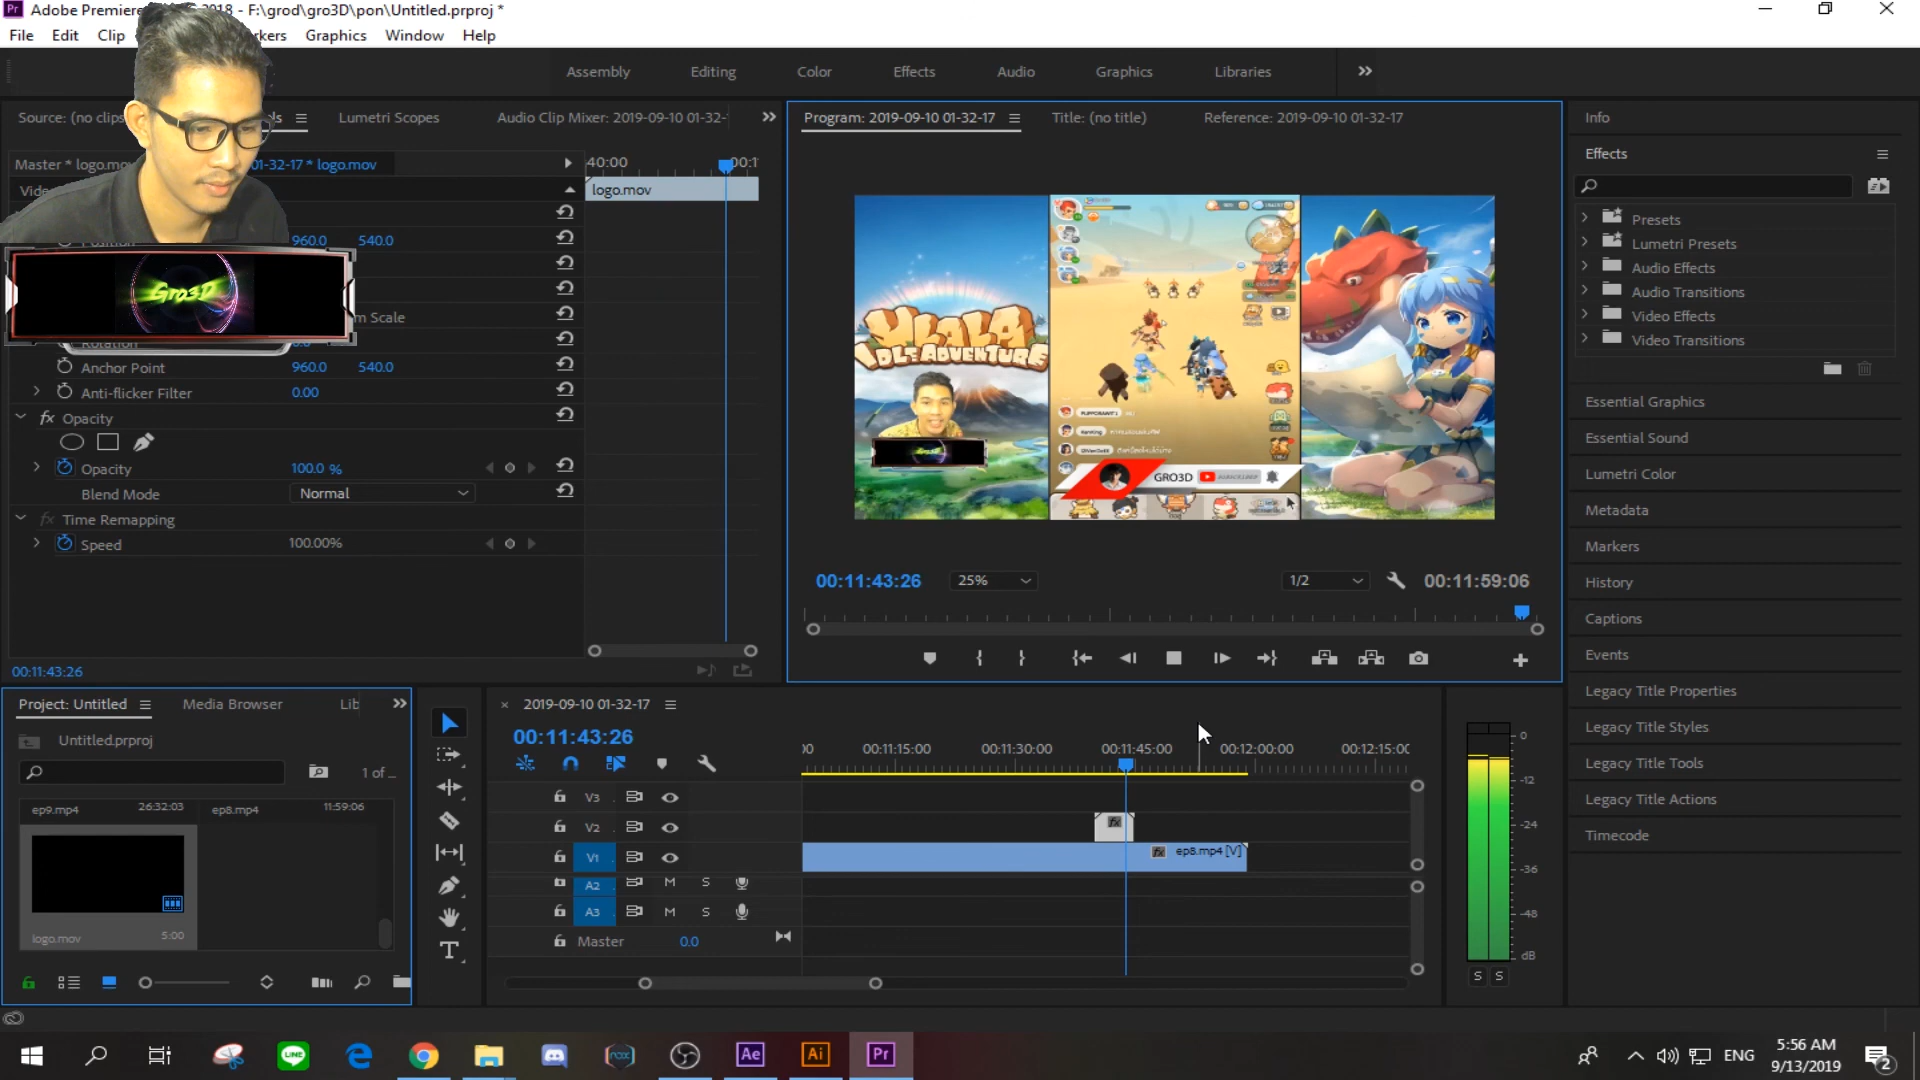 Adobe Premiere 2018 - F:\grod\gro3D\pon\Untitled.prproj *
File Edit Clip rkers Graphics Window Help
Assembly Editing Color Effects Audio Graphics Libraries
Source: (no clips ls Lumetri Scopes Audio Clip Mixer: 2019-09-10 01-32-
Program: 2019-09-10 01-32-17 Title: (no title) Reference: 2019-09-10 01-32-17
Info
Effects
Master * logo.mov 01-32-17 * logo.mov
40:00 00:1
logo.mov
Position 960.0 540.0
Gro3D
m Scale
Rotation
Anchor Point 960.0 540.0
Anti-flicker Filter 0.00
fx Opacity
Opacity 100.0 %
Blend Mode Normal
fx Time Remapping
Speed 100.00%
00:11:43:26
ULALA
IDLE ADVENTURE
GRO3D
00:11:43:26 25% 1/2 00:11:59:06
Presets
Lumetri Presets
Audio Effects
Audio Transitions
Video Effects
Video Transitions
Essential Graphics
Essential Sound
Lumetri Color
Metadata
Markers
History
Captions
Events
Legacy Title Properties
Legacy Title Styles
Legacy Title Tools
Legacy Title Actions
Timecode
Project: Untitled Media Browser Lib
Untitled.prproj
1 of ...
ep9.mp4 26:32:03 ep8.mp4 11:59:06
logo.mov 5:00
2019-09-10 01-32-17
00:11:43:26
00 00:11:15:00 00:11:30:00 00:11:45:00 00:12:00:00 00:12:15:00
V3
V2 fx
V1 fx ep8.mp4 [V]
A2 M S
A3 M S
Master 0.0
0
-12
-24
-36
-48
dB
S S
LINE
nox
Ae
Ai
Pr
ENG
5:56 AM
9/13/2019
2